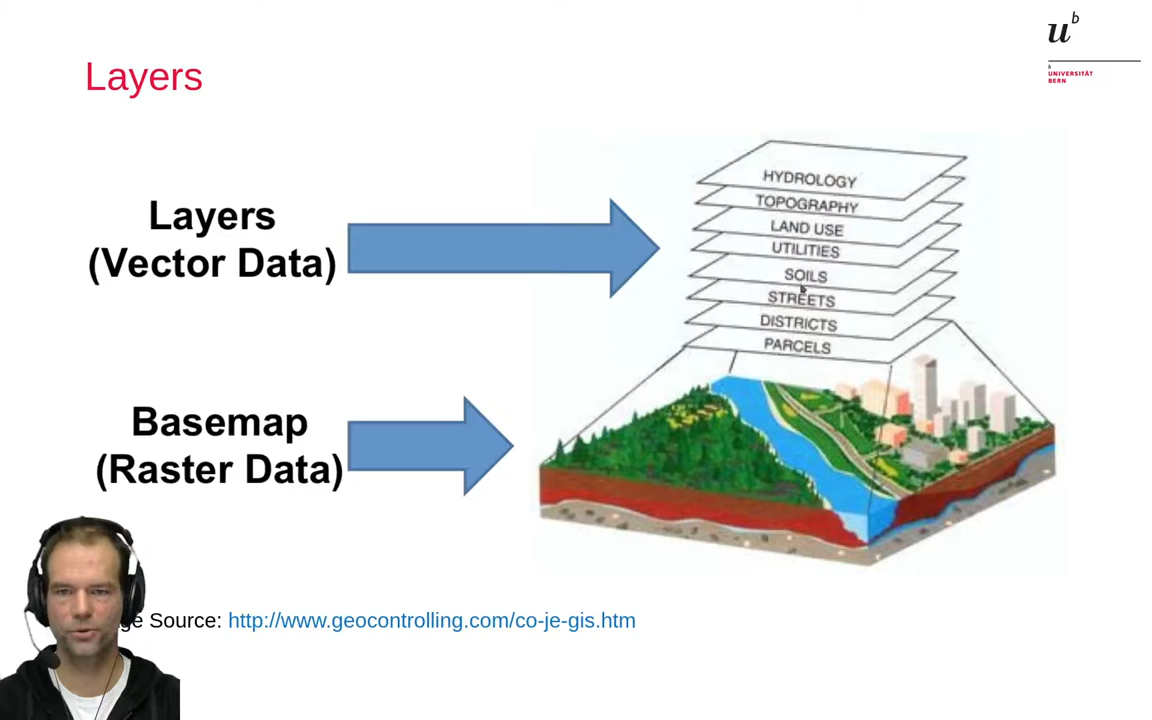 u^b
b
UNIVERSITÄT
BERN
Layers
Layers
(Vector Data)
HYDROLOGY
TOPOGRAPHY
LAND USE
UTILITIES
SOILS
STREETS
DISTRICTS
PARCELS
Basemap
(Raster Data)
ge Source: http://www.geocontrolling.com/co-je-gis.htm